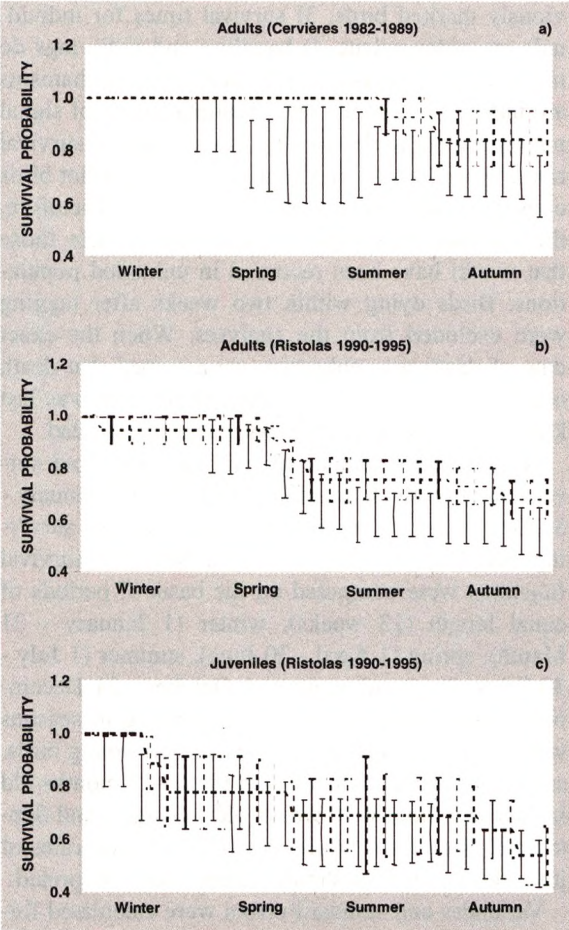 Adults (Cervières 1982-1989) a)
SURVIVAL PROBABILITY
1.2
1.0
0.8
0.6
0.4
Winter Spring Summer Autumn
Adults (Ristolas 1990-1995) b)
SURVIVAL PROBABILITY
1.2
1.0
0.8
0.6
0.4
Winter Spring Summer Autumn
Juveniles (Ristolas 1990-1995) c)
SURVIVAL PROBABILITY
1.2
1.0
0.8
0.6
0.4
Winter Spring Summer Autumn